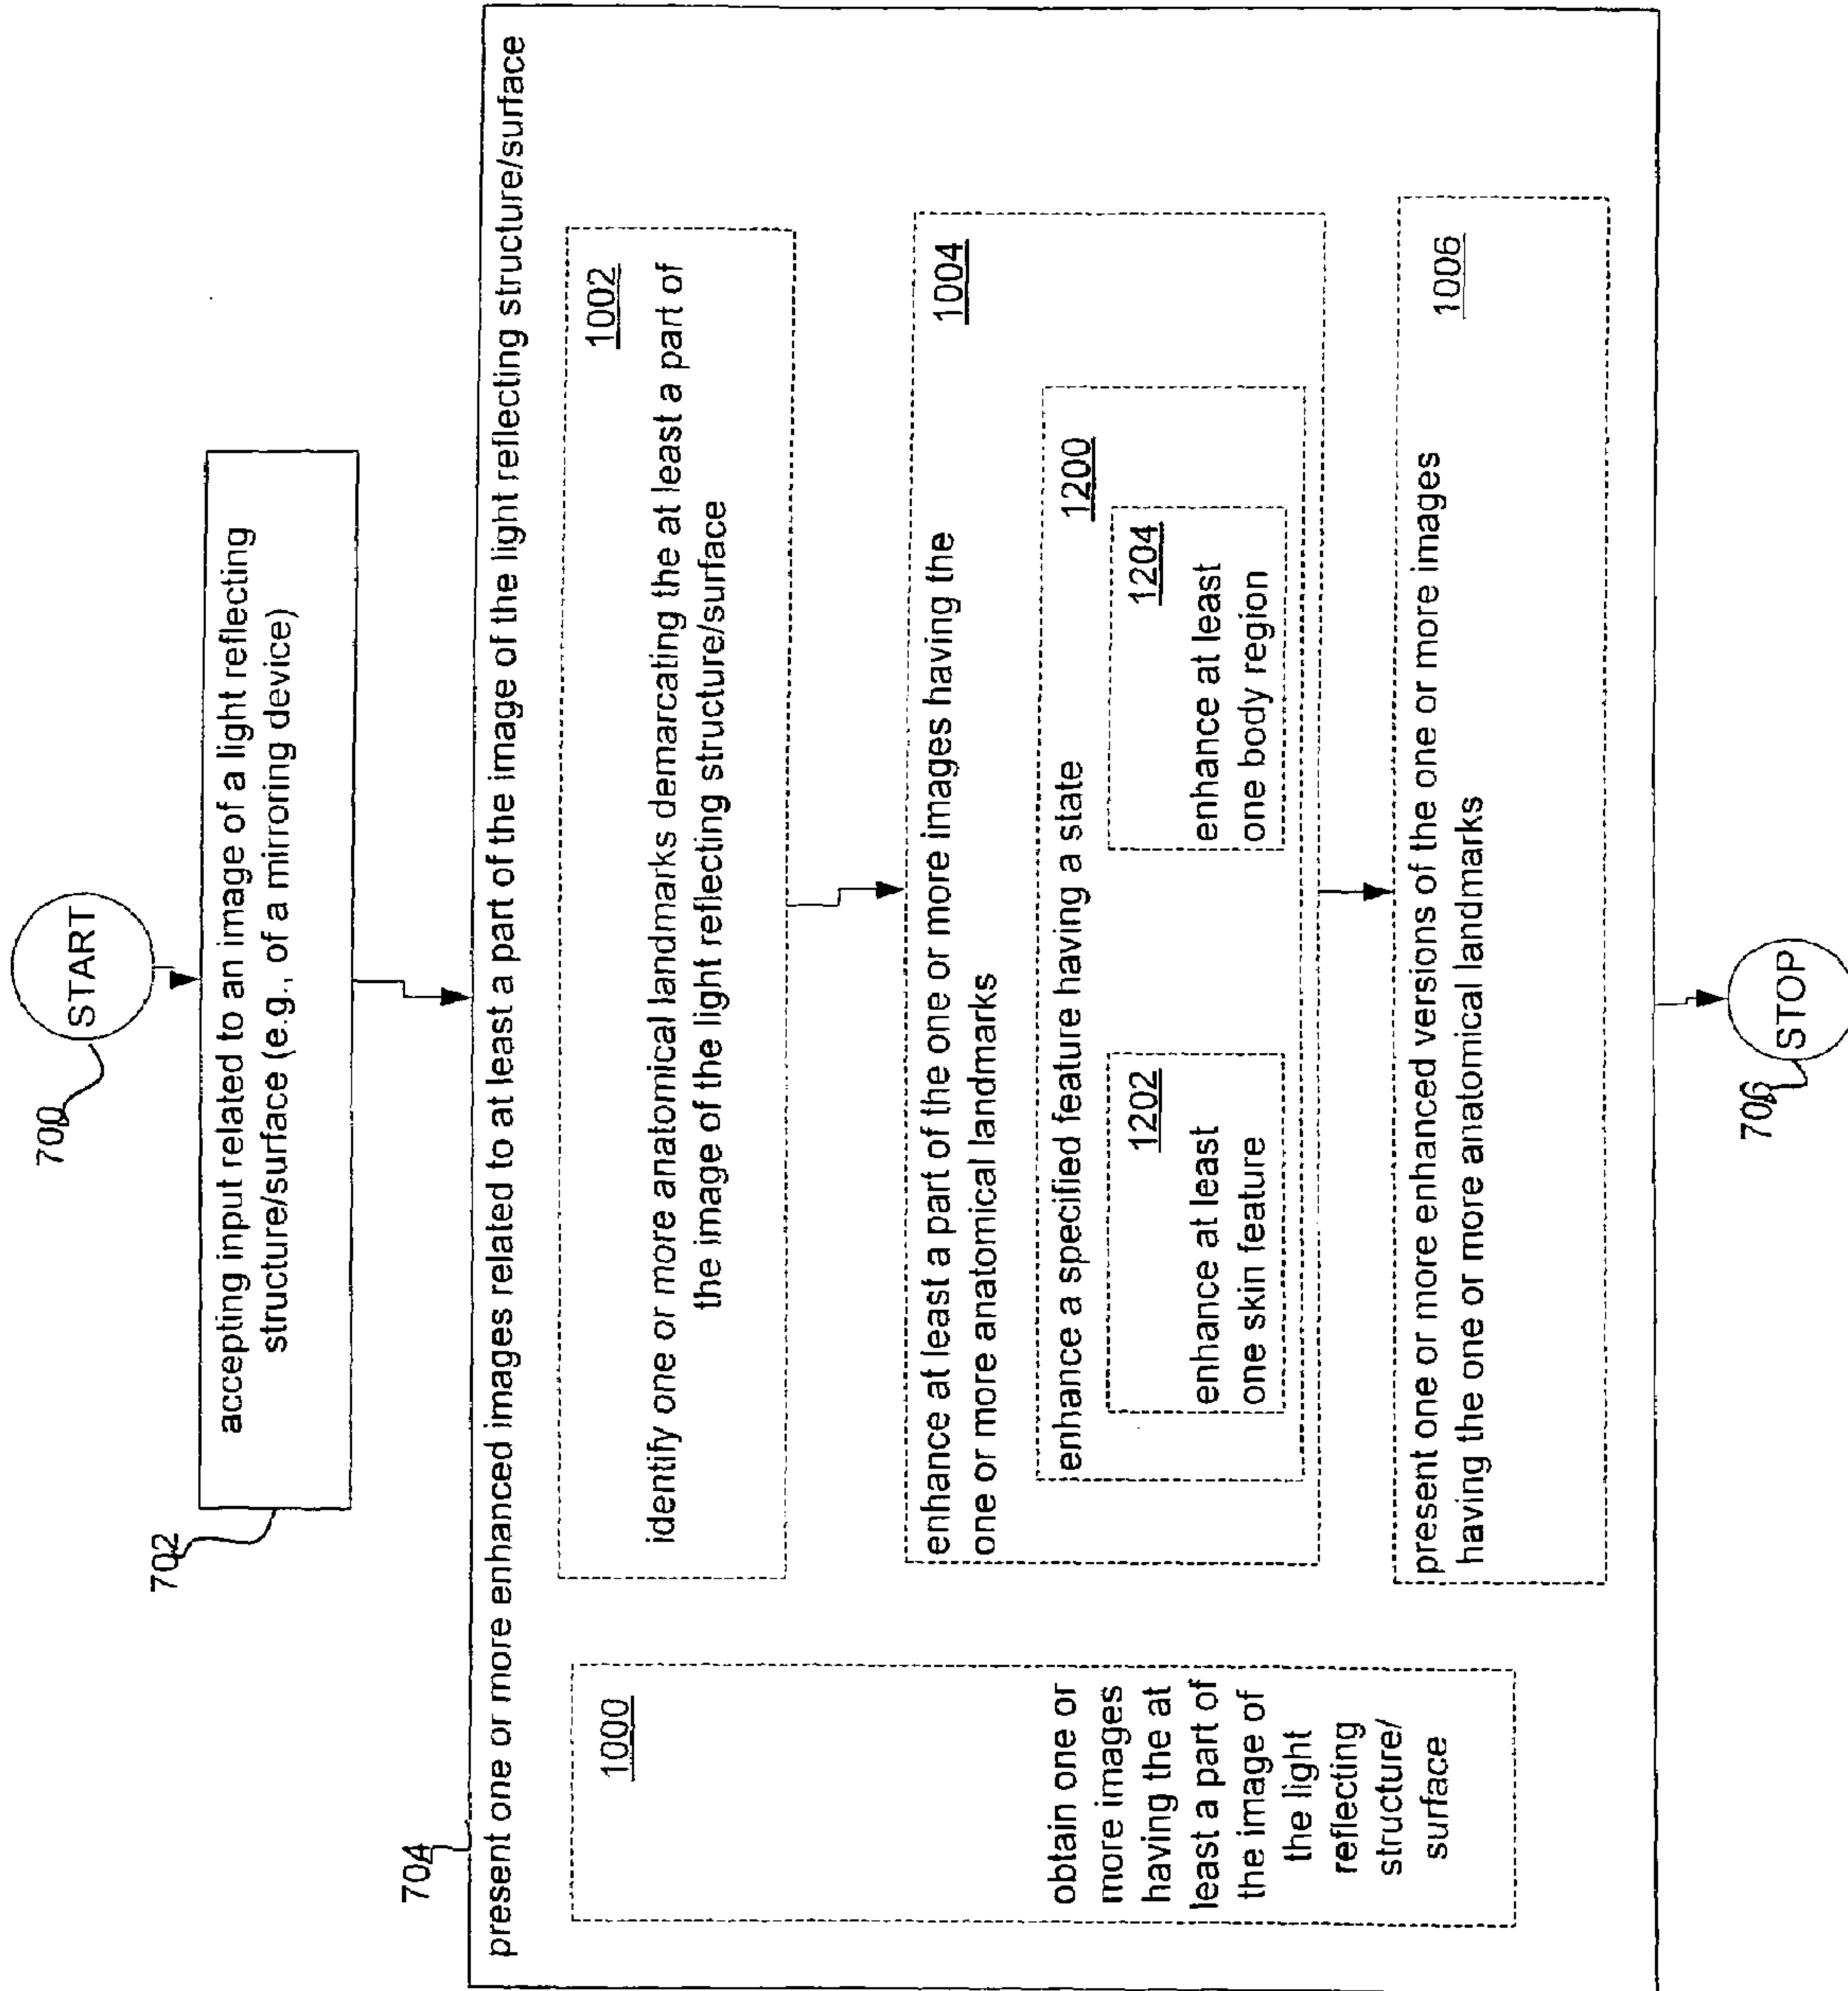 START
700
702
accepting input related to an image of a light reflecting
structure/surface (e.g., of a mirroring device)
704
present one or more enhanced images related to at least a part of the image of the light reflecting structure/surface
1000
obtain one or
more images
having the at
least a part of
the image of
the light
reflecting
structure/
surface
1002
identify one or more anatomical landmarks demarcating the at least a part of
the image of the light reflecting structure/surface
1004
enhance at least a part of the one or more images having the
one or more anatomical landmarks
1200
enhance a specified feature having a state
1202
enhance at least
one skin feature
1204
enhance at least
one body region
1006
present one or more enhanced versions of the one or more images
having the one or more anatomical landmarks
706
STOP